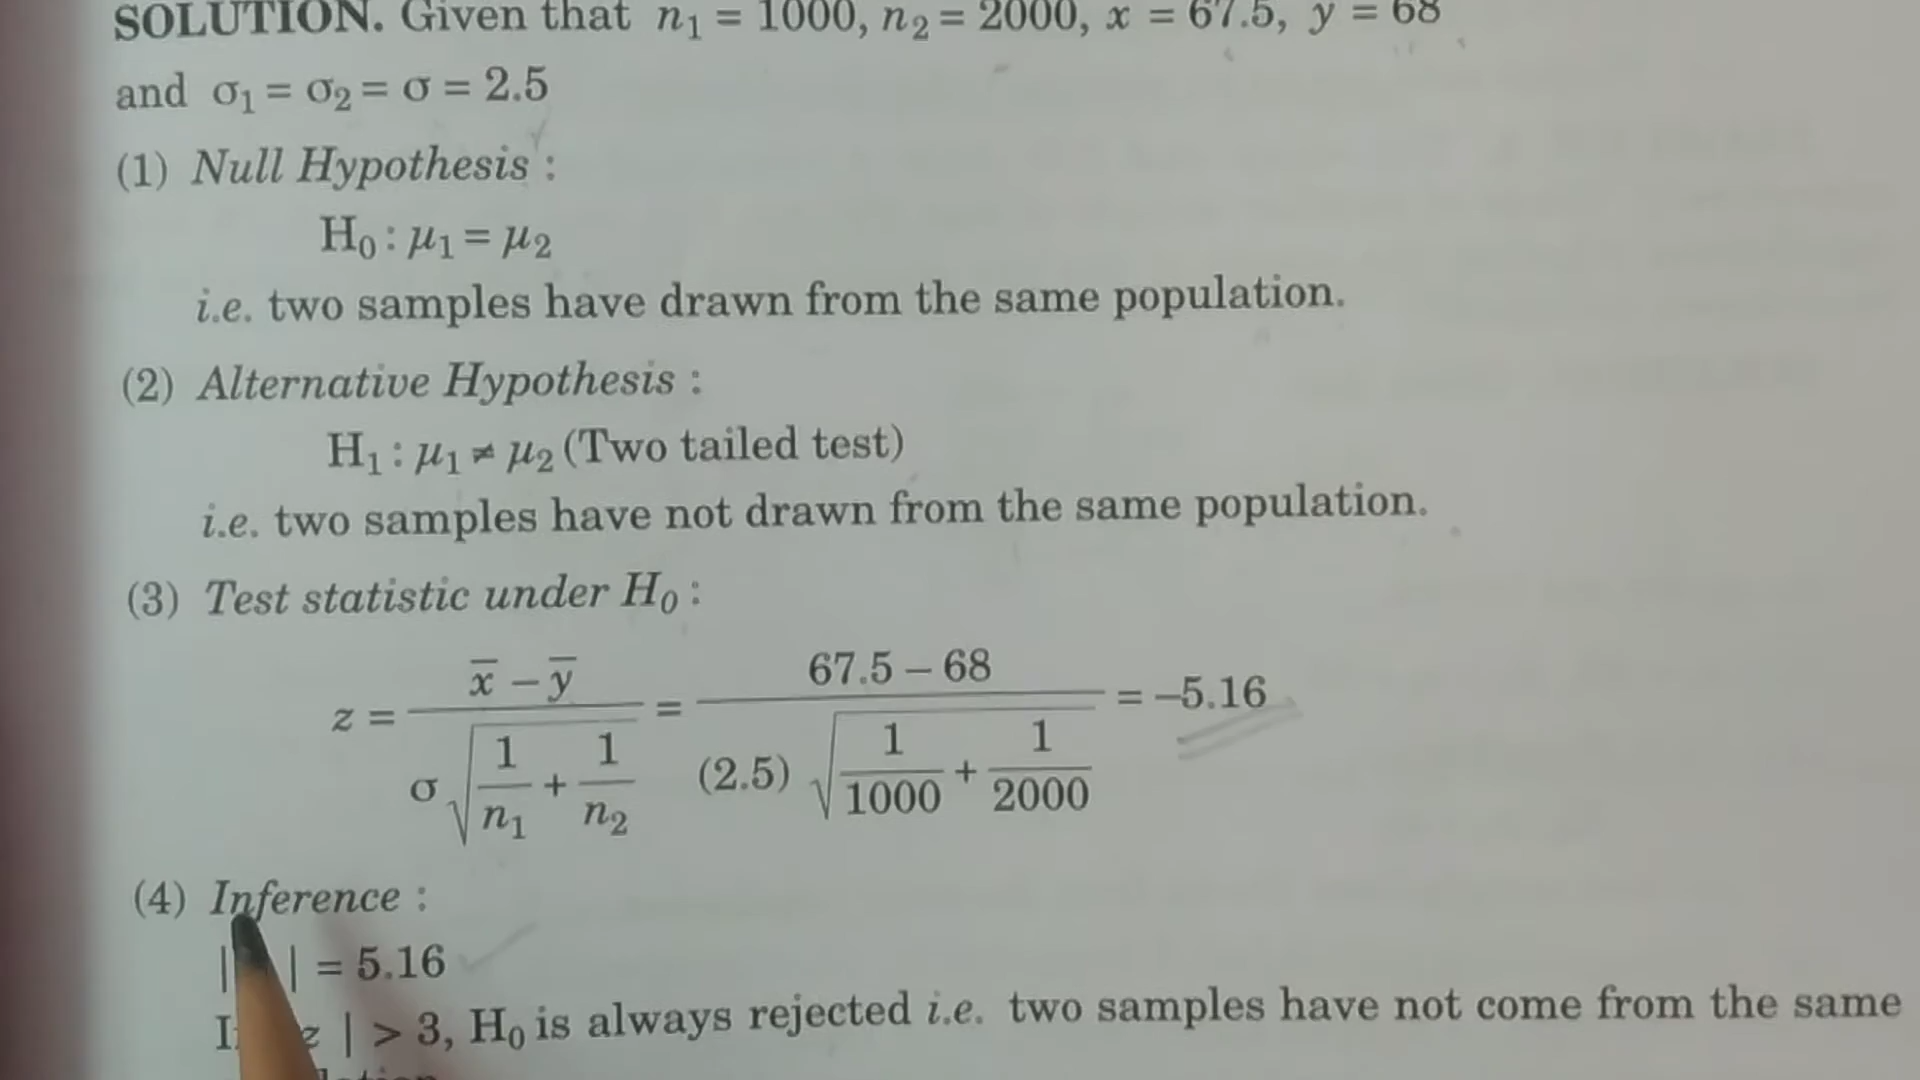 SOLUTION. Given that n₁ = 1000, n₂ = 2000, x = 67.5, y = 68
and σ₁ = σ₂ = σ = 2.5
(1) Null Hypothesis :
H₀ : μ₁ = μ₂
i.e. two samples have drawn from the same population.
(2) Alternative Hypothesis :
H₁ : μ₁ ≠ μ₂ (Two tailed test)
i.e. two samples have not drawn from the same population.
(3) Test statistic under H₀ :
z = (x̄ – ȳ) / (σ √(1/n₁ + 1/n₂)) = (67.5 – 68) / ((2.5) √(1/1000 + 1/2000)) = –5.16
(4) Inference :
| | = 5.16
z | > 3, H₀ is always rejected i.e. two samples have not come from the same